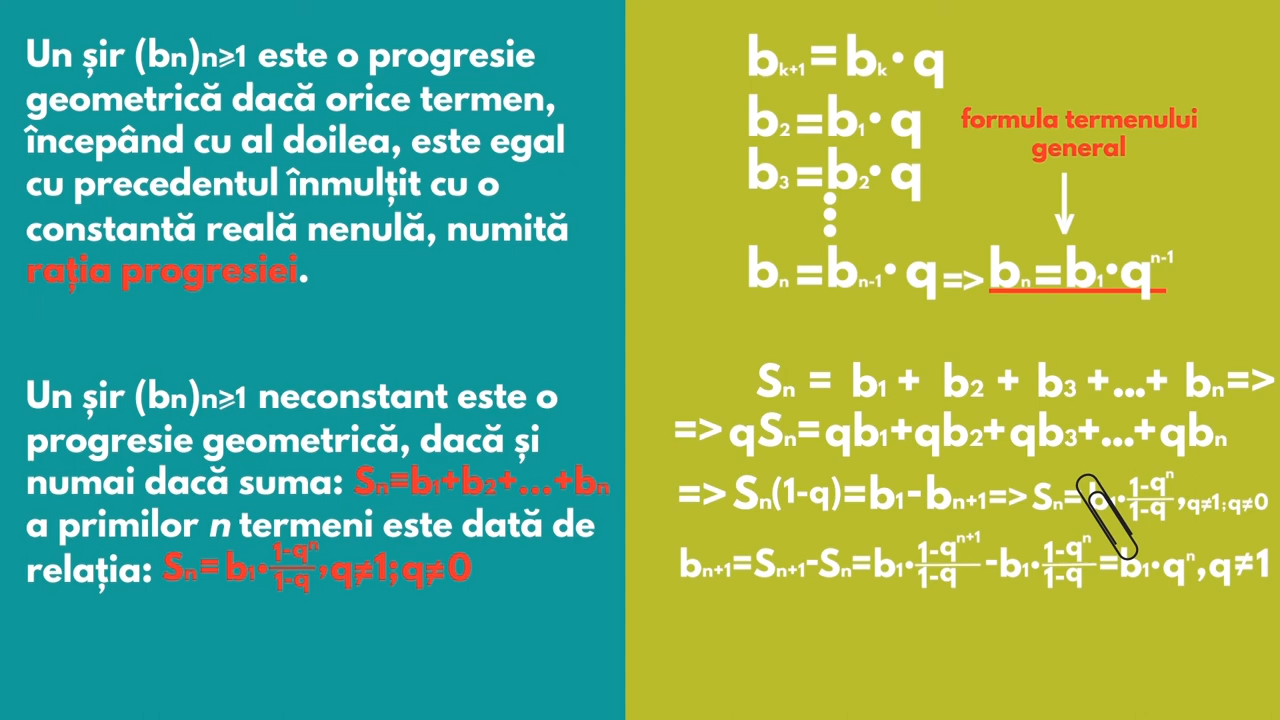 Un șir (bn)n⩾1 este o progresie
geometrică dacă orice termen,
începând cu al doilea, este egal
cu precedentul înmulțit cu o
constantă reală nenulă, numită
rația progresiei.
Un șir (bn)n⩾1 neconstant este o
progresie geometrică, dacă și
numai dacă suma: Sn=b1+b2+...+bn
a primilor n termeni este dată de
relația: Sn=b1·(1-qⁿ)/(1-q),q≠1;q≠0
bk+1=bk·q
b2=b1·q
formula termenului
general
b3=b2·q
bn=bn-1·q=>bn=b1·q^n-1
Sn = b1 + b2 + b3 +...+ bn=>
=>qSn=qb1+qb2+qb3+...+qbn
=>Sn(1-q)=b1-bn+1=>Sn=b1·(1-qⁿ)/(1-q),q≠1;q≠0
bn+1=Sn+1-Sn=b1·(1-q^n+1)/(1-q)-b1·(1-qⁿ)/(1-q)=b1·qⁿ,q≠1